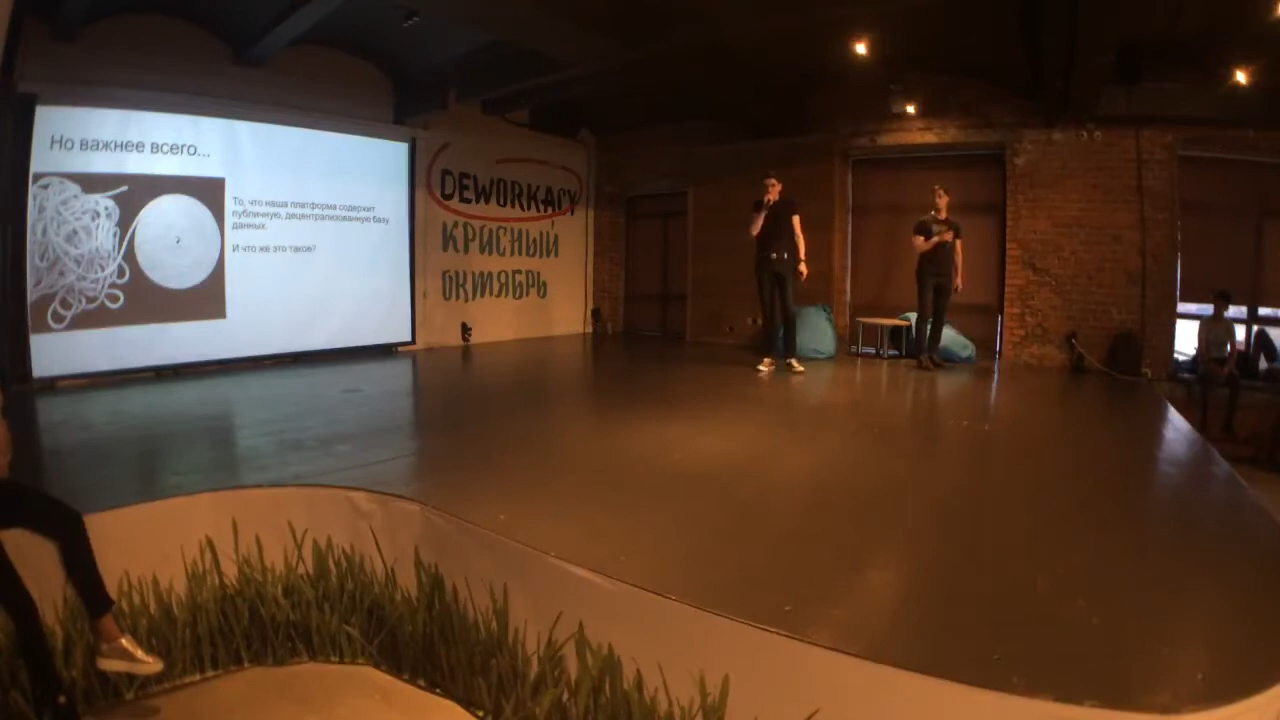 Но важнее всего...
То, что наша платформа содержит
публичную, децентрализованную базу
данных.
И что же это такое?
DEWORKACY
КРАСНЫЙ
ОКТЯБРЬ